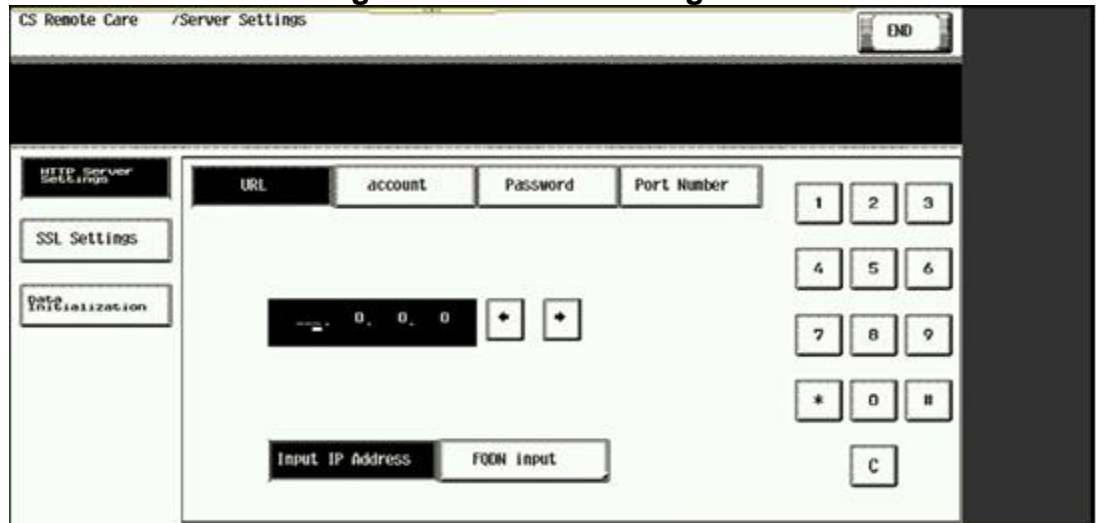 CS Remote Care /Server Settings
END
HTTP Server
Settings
URL account Password Port Number
1 2 3
SSL Settings
4 5 6
Data
Initialization
___. 0. 0. 0
7 8 9
* 0 #
Input IP Address FQDN input
C